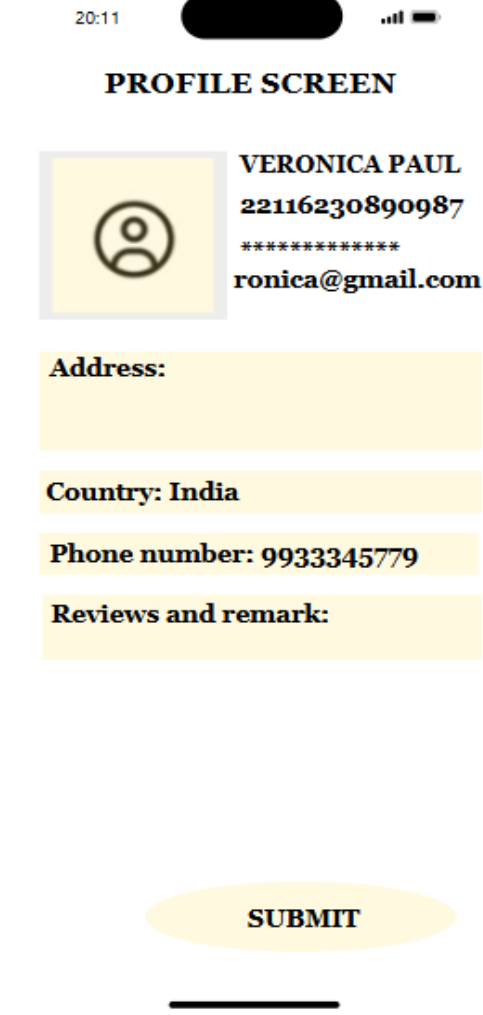 20:11
PROFILE SCREEN
VERONICA PAUL
22116230890987
*************
ronica@gmail.com
Address:
Country: India
Phone number: 9933345779
Reviews and remark:
SUBMIT